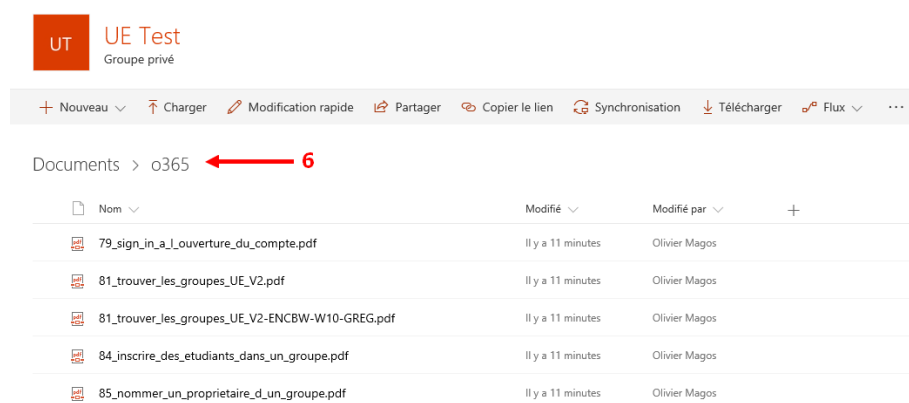 UT
UE Test
Groupe privé
Nouveau Charger Modification rapide Partager Copier le lien Synchronisation Télécharger Flux ...
Documents > o365 6
Nom Modifié Modifié par +
79_sign_in_a_l_ouverture_du_compte.pdf Il y a 11 minutes Olivier Magos
81_trouver_les_groupes_UE_V2.pdf Il y a 11 minutes Olivier Magos
81_trouver_les_groupes_UE_V2-ENCBW-W10-GREG.pdf Il y a 11 minutes Olivier Magos
84_inscrire_des_etudiants_dans_un_groupe.pdf Il y a 11 minutes Olivier Magos
85_nommer_un_proprietaire_d_un_groupe.pdf Il y a 11 minutes Olivier Magos